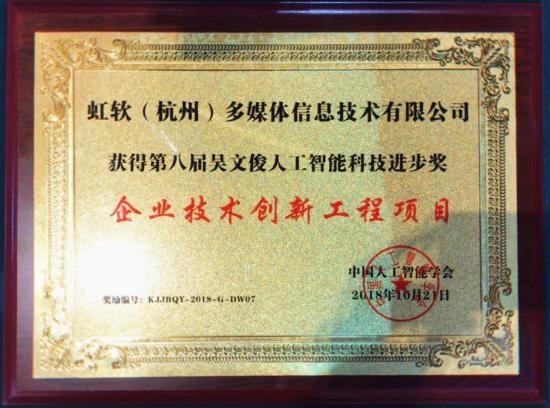 虹软（杭州）多媒体信息技术有限公司
获得第八届吴文俊人工智能科技进步奖
企业技术创新工程项目
中国人工智能学会
2018年10月21日
奖励编号：KJJBQY-2018-G-DW07